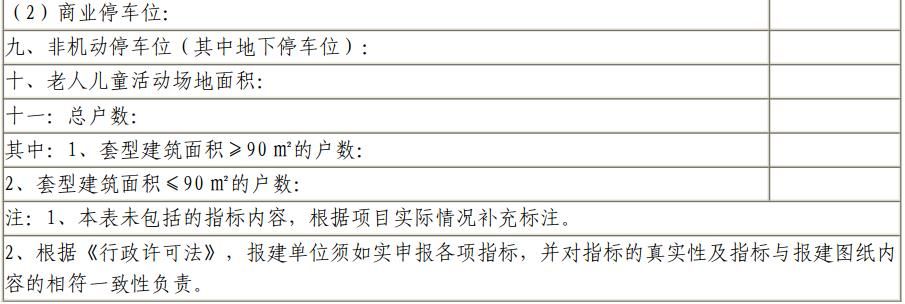 （2）商业停车位：
九、非机动停车位（其中地下停车位）：
十、老人儿童活动场地面积：
十一：总户数：
其中：1、套型建筑面积≥90㎡的户数：
2、套型建筑面积≤90㎡的户数：
注：1、本表未包括的指标内容，根据项目实际情况补充标注。
2、根据《行政许可法》，报建单位须如实申报各项指标，并对指标的真实性及指标与报建图纸内
容的相符一致性负责。